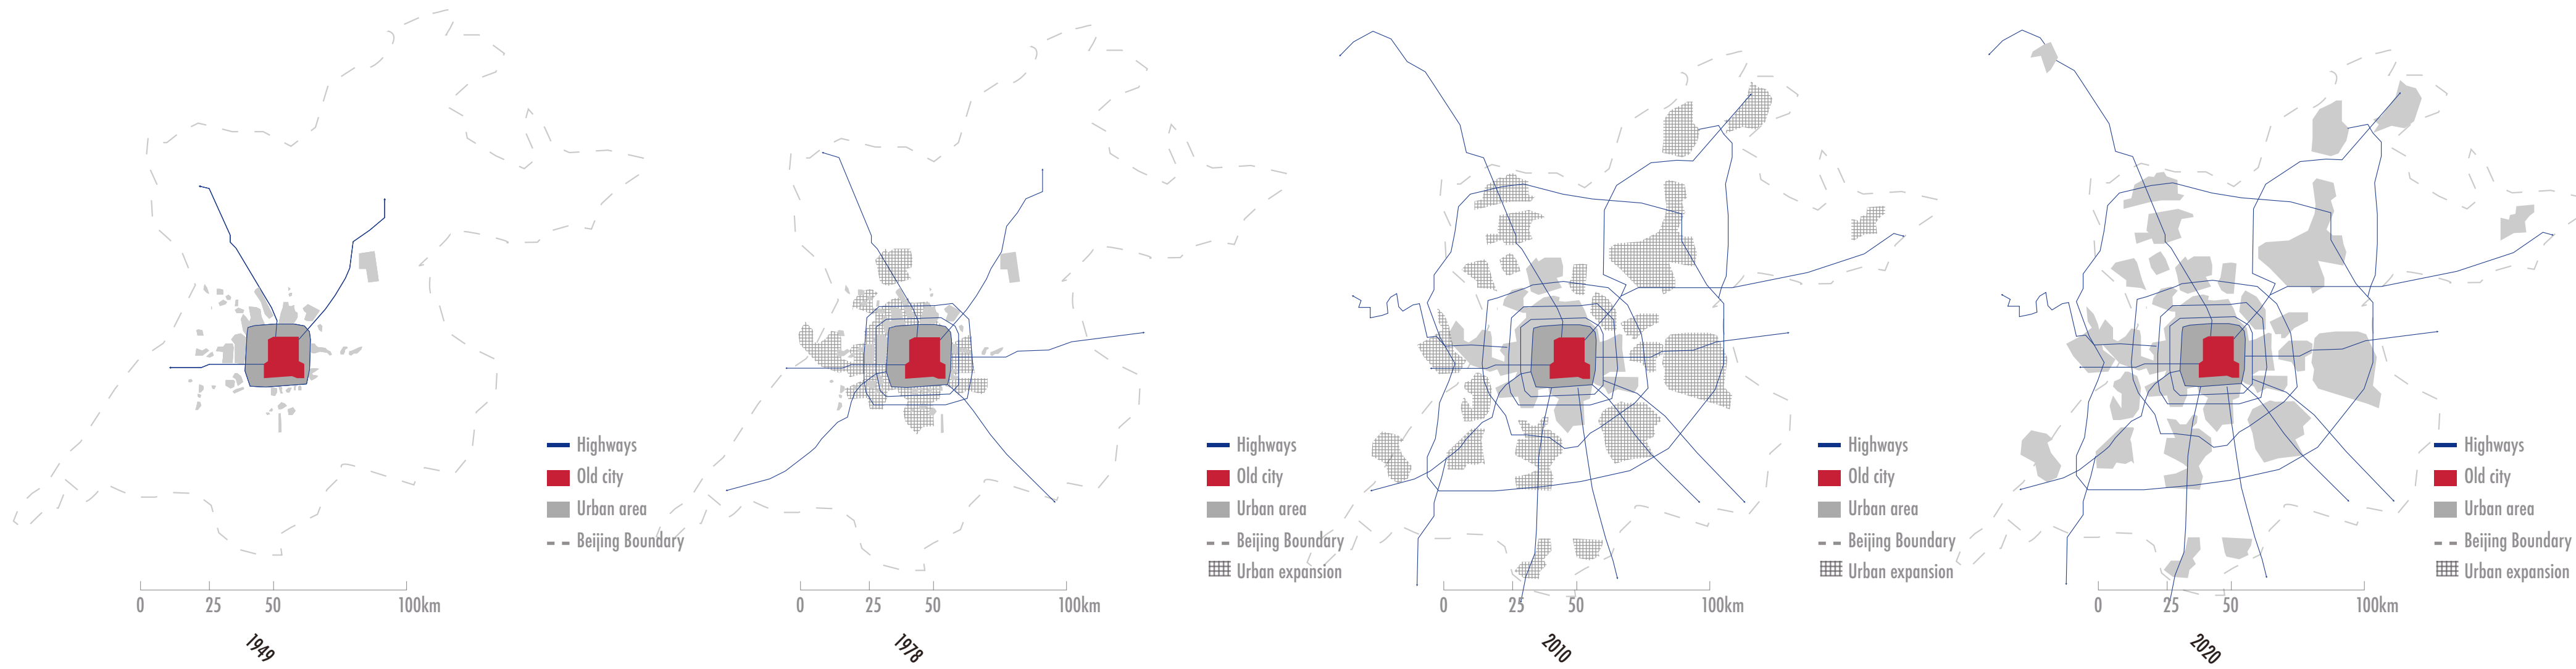 Highways
Old city
Urban area
Beijing Boundary
0 25 50 100km
1949
Highways
Old city
Urban area
Beijing Boundary
Urban expansion
0 25 50 100km
1978
Highways
Old city
Urban area
Beijing Boundary
Urban expansion
0 25 50 100km
2010
Highways
Old city
Urban area
Beijing Boundary
Urban expansion
0 25 50 100km
2020